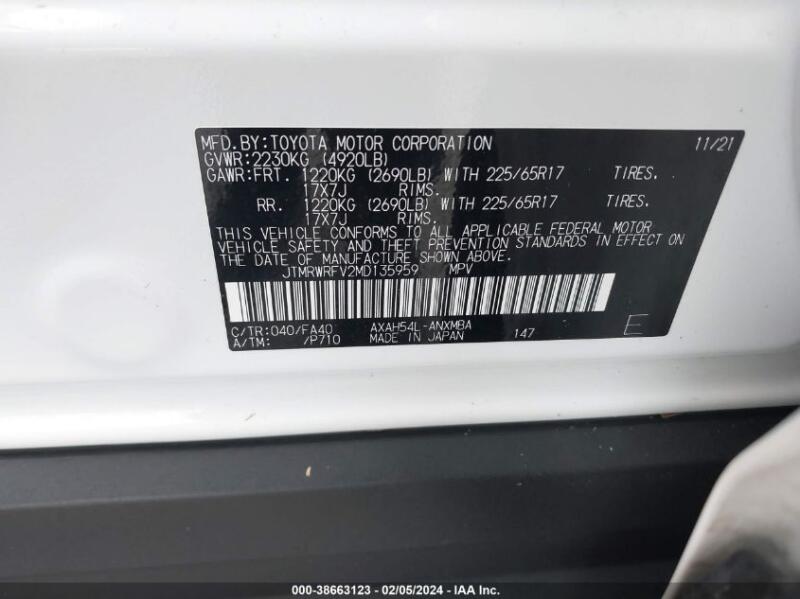 MFD.BY:TOYOTA MOTOR CORPORATION 11/21
GVWR:2230KG (4920LB)
GAWR:FRT. 1220KG (2690LB) WITH 225/65R17 TIRES.
17X7J RIMS.
RR. 1220KG (2690LB) WITH 225/65R17 TIRES.
17X7J RIMS.
THIS VEHICLE CONFORMS TO ALL APPLICABLE FEDERAL MOTOR
VEHICLE SAFETY AND THEFT PREVENTION STANDARDS IN EFFECT ON
THE DATE OF MANUFACTURE SHOWN ABOVE.
JTMRWRFV2MD135959 MPV
C/TR:040/FA40 AXAH54L-ANXMBA 147 E
A/TM: /P710 MADE IN JAPAN
000-38663123 - 02/05/2024 - IAA Inc.